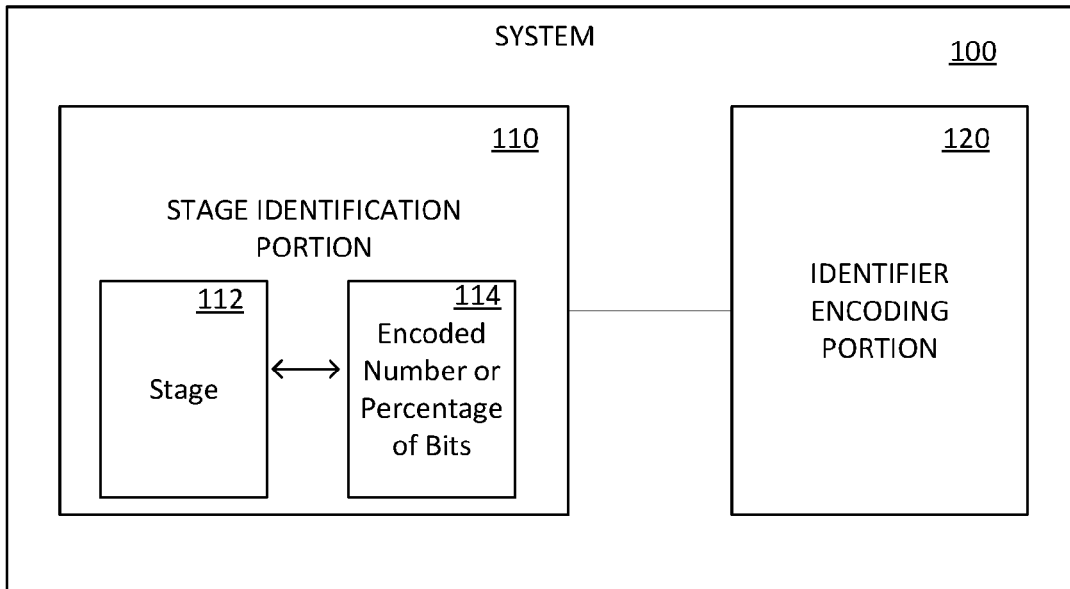 SYSTEM
100
110
STAGE IDENTIFICATION
PORTION
112
Stage
114
Encoded
Number or
Percentage
of Bits
120
IDENTIFIER
ENCODING
PORTION